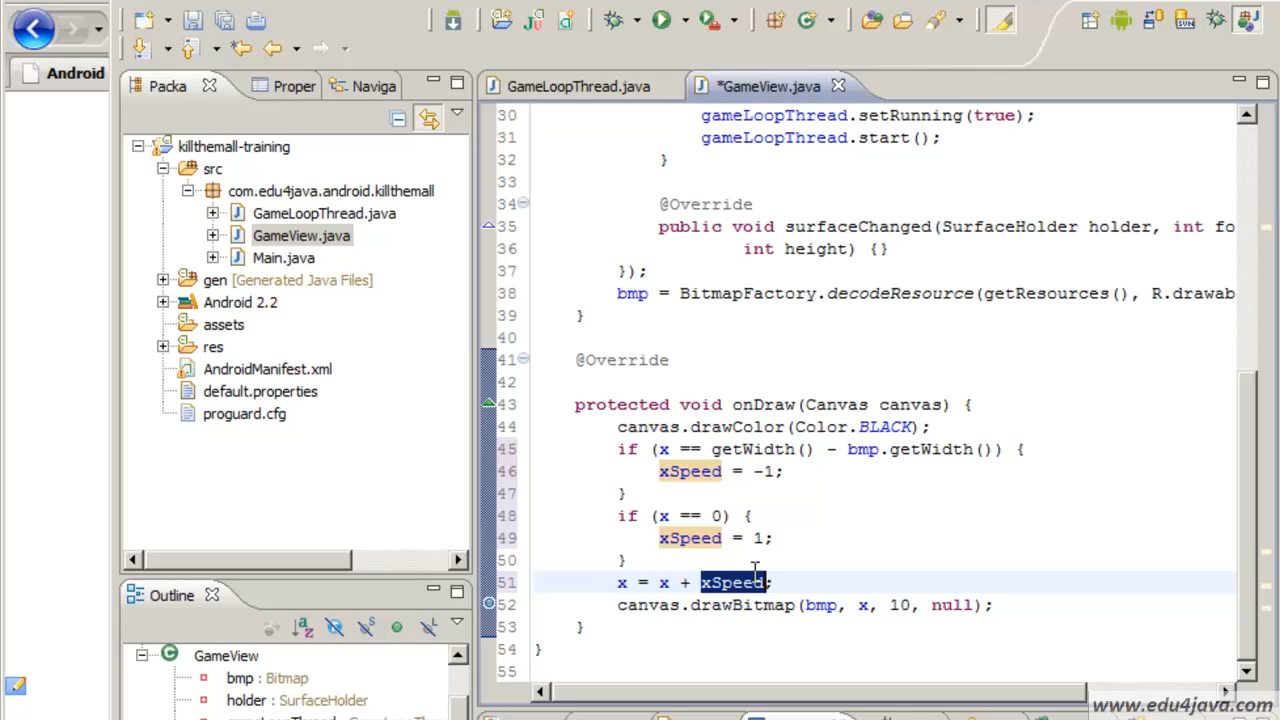 Android
Packa
Proper
Naviga
killthemall-training
src
com.edu4java.android.killthemall
GameLoopThread.java
GameView.java
Main.java
gen [Generated Java Files]
Android 2.2
assets
res
AndroidManifest.xml
default.properties
proguard.cfg
Outline
GameView
bmp : Bitmap
holder : SurfaceHolder
GameLoopThread.java
*GameView.java
30 gameLoopThread.setRunning(true);
31 gameLoopThread.start();
32 }
33
34 @Override
35 public void surfaceChanged(SurfaceHolder holder, int fo
36 int height) {}
37 });
38 bmp = BitmapFactory.decodeResource(getResources(), R.drawab
39 }
40
41 @Override
42
43 protected void onDraw(Canvas canvas) {
44 canvas.drawColor(Color.BLACK);
45 if (x == getWidth() - bmp.getWidth()) {
46 xSpeed = -1;
47 }
48 if (x == 0) {
49 xSpeed = 1;
50 }
51 x = x + xSpeed;
52 canvas.drawBitmap(bmp, x, 10, null);
53 }
54 }
55
www.edu4java.com